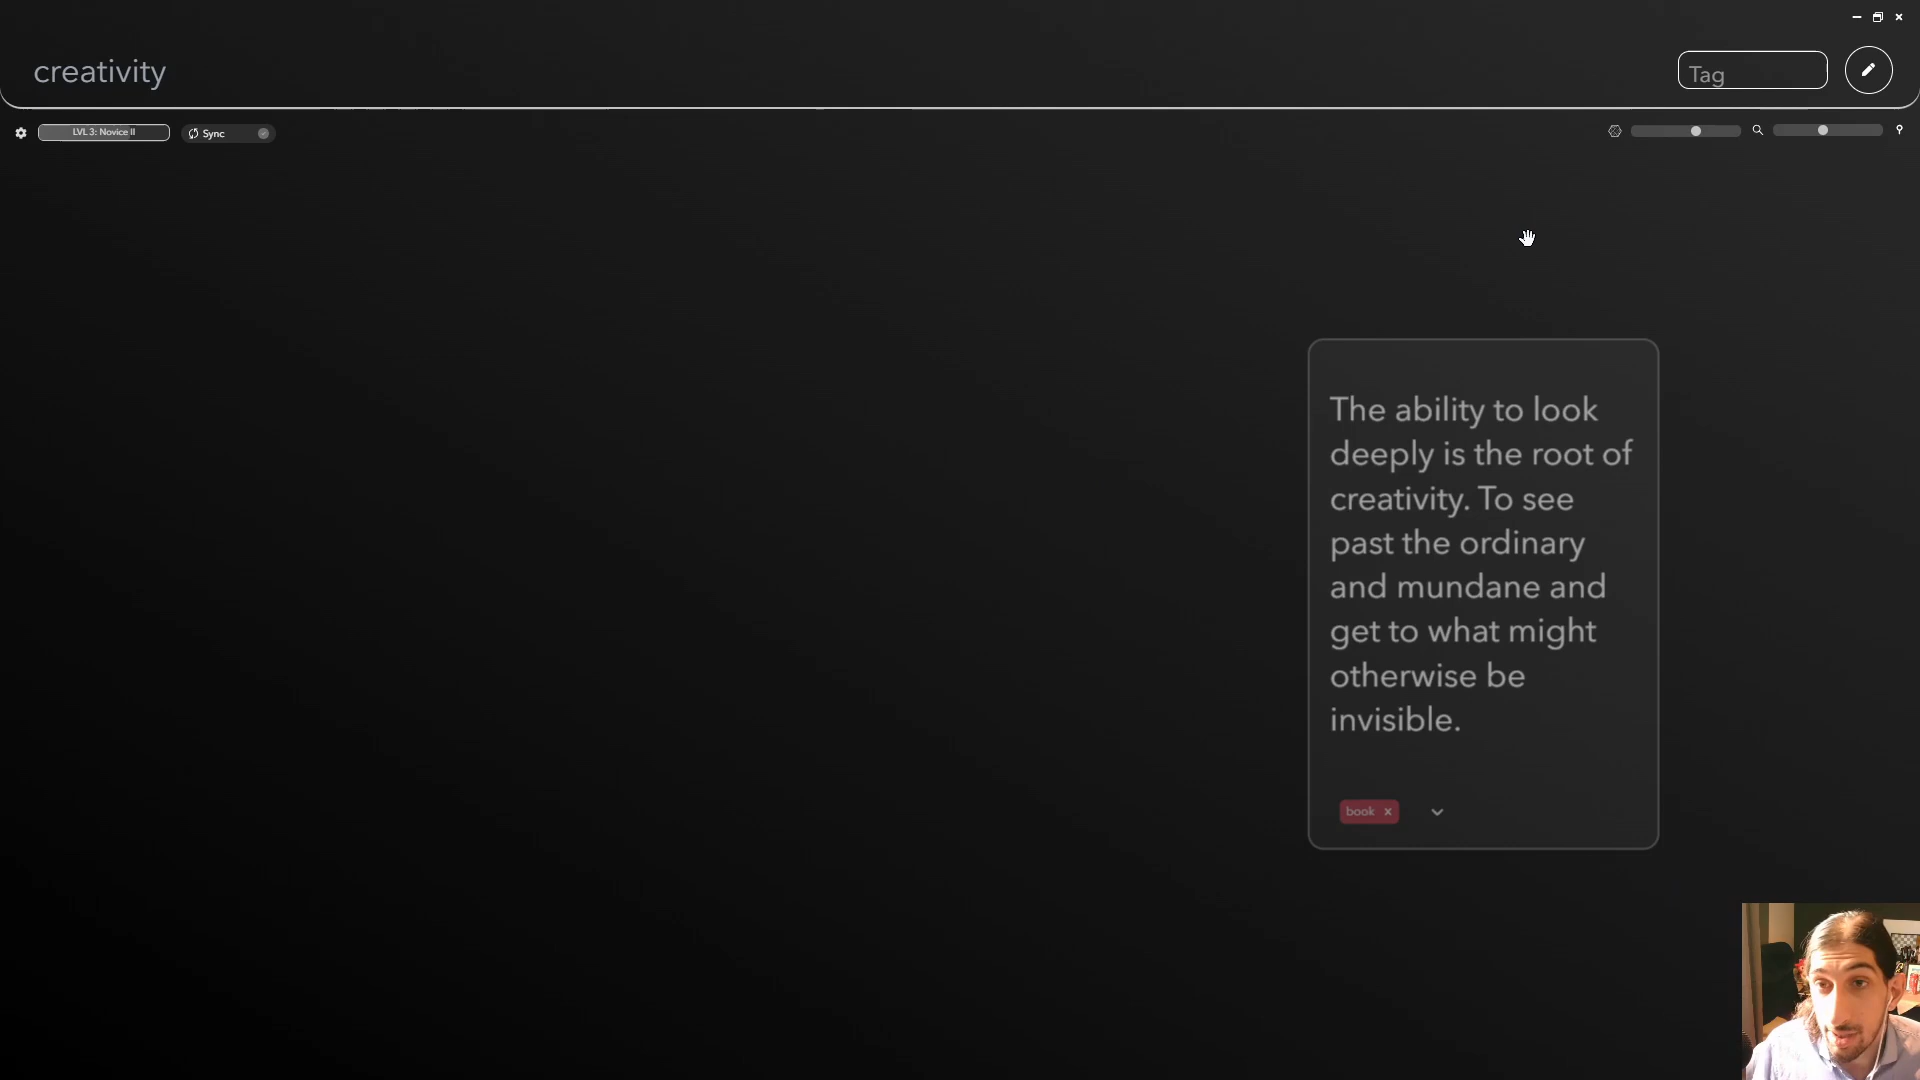 creativity
Tag
LVL 3: Novice II
Sync
The ability to look
deeply is the root of
creativity. To see
past the ordinary
and mundane and
get to what might
otherwise be
invisible.
book